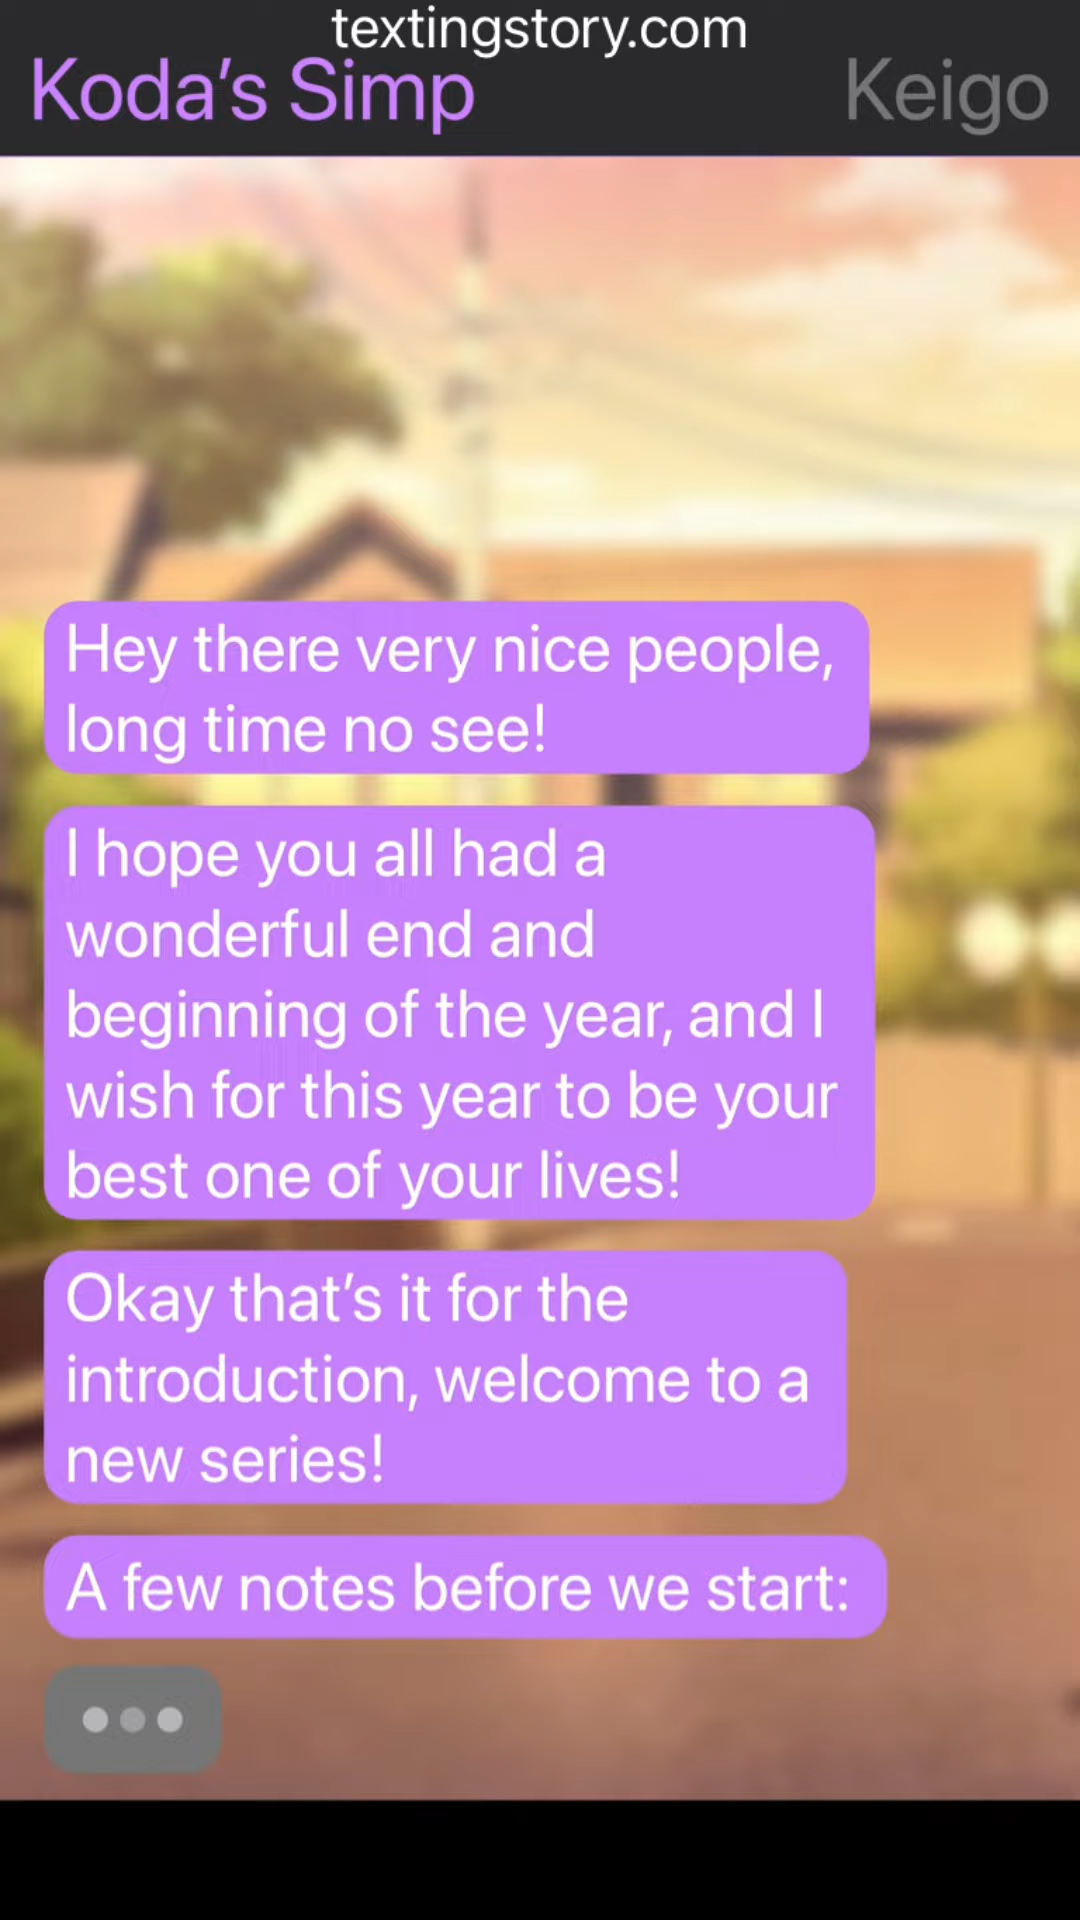 textingstory.com
Koda’s Simp Keigo
Hey there very nice people,
long time no see!
I hope you all had a
wonderful end and
beginning of the year, and I
wish for this year to be your
best one of your lives!
Okay that’s it for the
introduction, welcome to a
new series!
A few notes before we start: